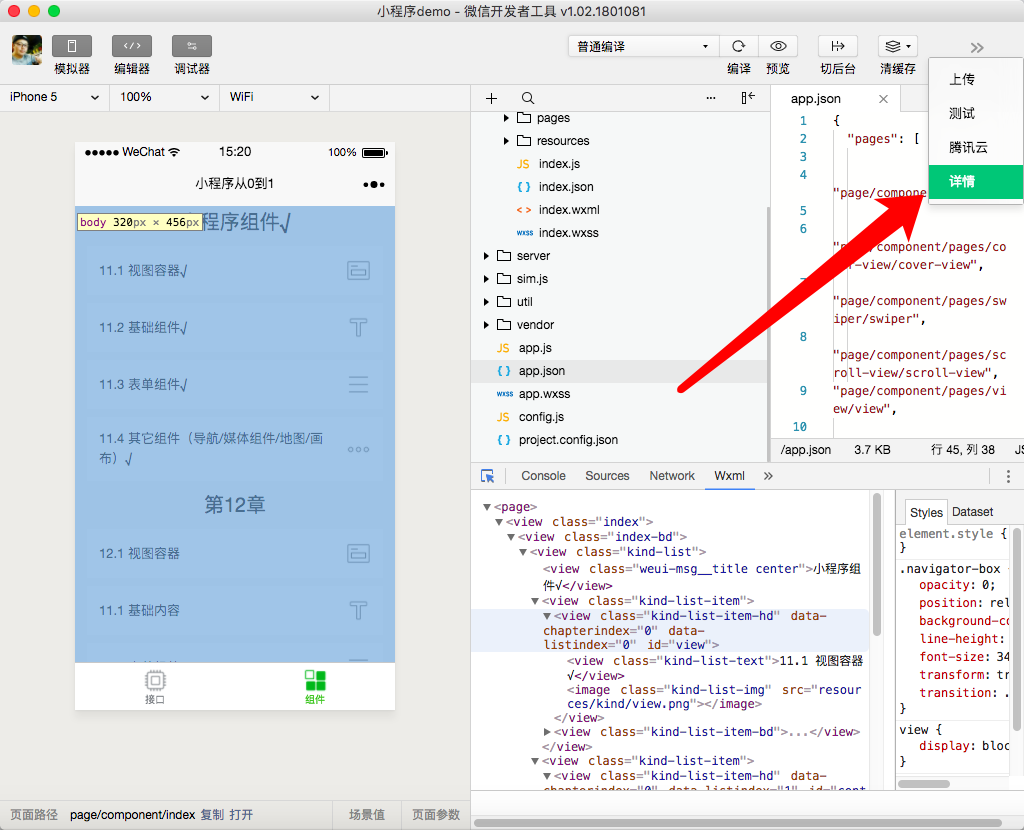 小程序demo - 微信开发者工具 v1.02.1801081
模拟器
编辑器
调试器
普通编译
编译
预览
切后台
清缓存
上传
测试
腾讯云
详情
iPhone 5
100%
WiFi
WeChat
15:20
100%
小程序从0到1
body 320px × 456px
程序组件√
11.1 视图容器√
11.2 基础组件√
11.3 表单组件√
11.4 其它组件（导航/媒体组件/地图/画
布）√
第12章
12.1 视图容器
11.1 基础内容
接口
组件
页面路径
page/component/index
复制
打开
场景值
页面参数
pages
resources
JS index.js
{ } index.json
< > index.wxml
wxss index.wxss
server
sim.js
util
vendor
JS app.js
{ } app.json
wxss app.wxss
JS config.js
{ } project.config.json
app.json
1 {
2 "pages": [
3
4
"page/compone
5
6
page/component/pages/co
-view/cover-view",
"page/component/pages/sw
iper/swiper",
8
"page/component/pages/sc
roll-view/scroll-view",
9 "page/component/pages/vi
ew/view",
10
/app.json
3.7 KB
行 45, 列 38
JS
Console
Sources
Network
Wxml
<page>
<view class="index">
<view class="index-bd">
<view class="kind-list">
<view class="weui-msg__title center">小程序组
件√</view>
<view class="kind-list-item">
<view class="kind-list-item-hd" data-
chapterindex="0" data-
listindex="0" id="view">
<view class="kind-list-text">11.1 视图容器
√</view>
<image class="kind-list-img" src="resour
ces/kind/view.png"></image>
</view>
<view class="kind-list-item-bd">...</view>
</view>
<view class="kind-list-item">
<view class="kind-list-item-hd" data-
chapterindex="0" data-listindex="1" id="cont
Styles
Dataset
element.style {
}
.navigator-box
opacity: 0;
position: rel
background-co
line-height:
font-size: 34
transform: tr
transition: .
}
view {
display: bloc
}